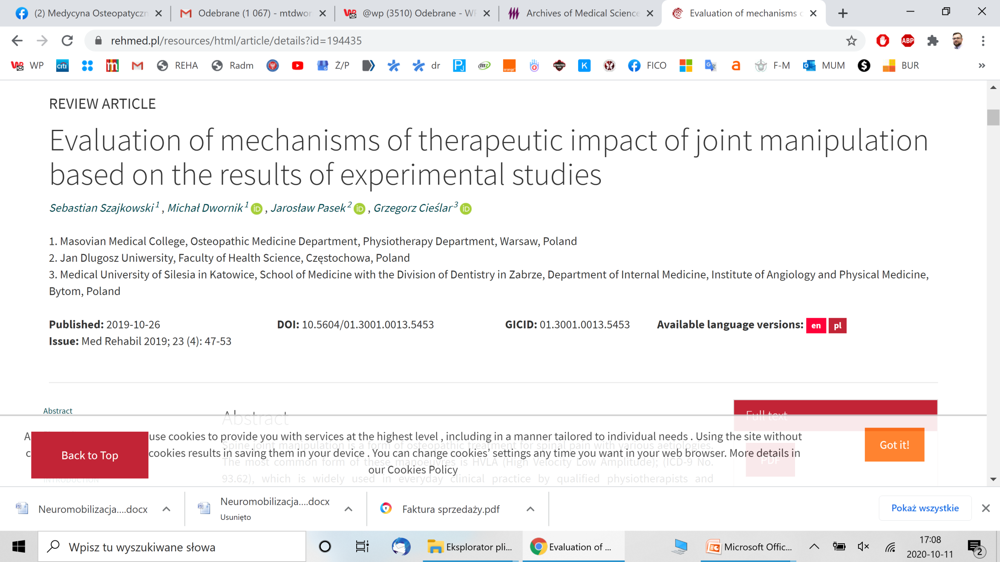 (2) Medycyna Osteopatyczn
Odebrane (1 067) - mtdwor
@wp (3510) Odebrane - WP
Archives of Medical Science
Evaluation of mechanisms o
rehmed.pl/resources/html/article/details?id=194435
WP
citi
REHA
Radm
Ż/P
dr
FICO
F-M
MUM
BUR
REVIEW ARTICLE
Evaluation of mechanisms of therapeutic impact of joint manipulation
based on the results of experimental studies
Sebastian Szajkowski 1 , Michał Dwornik 1 iD , Jarosław Pasek 2 iD , Grzegorz Cieślar 3 iD
1. Masovian Medical College, Osteopathic Medicine Department, Physiotherapy Department, Warsaw, Poland
2. Jan Dlugosz Uniwersity, Faculty of Health Science, Częstochowa, Poland
3. Medical University of Silesia in Katowice, School of Medicine with the Division of Dentistry in Zabrze, Department of Internal Medicine, Institute of Angiology and Physical Medicine,
Bytom, Poland
Published: 2019-10-26 DOI: 10.5604/01.3001.0013.5453 GICID: 01.3001.0013.5453 Available language versions: en pl
Issue: Med Rehabil 2019; 23 (4): 47-53
Abstract
Abstract
Full text
use cookies to provide you with services at the highest level , including in a manner tailored to individual needs . Using the site without
cookies results in saving them in your device . You can change cookies' settings any time you want in your web browser. More details in
our Cookies Policy
Back to Top
Got it!
Spine joint manipulation is a form of osteopathic treatment for spinal pain with various aetiologies.
The most common form of these manoeuvres is HVLA (High Velocity Low Amplitude); (ICD-9 No.
93.62), which is widely used in everyday clinical practice by qualified physiotherapists and
PDF
INTRODUCTION
Neuromobilizacja....docx
Neuromobilizacja....docx
Usunięto
Faktura sprzedaży.pdf
Pokaż wszystkie
Wpisz tu wyszukiwane słowa
Eksplorator pli...
Evaluation of ...
Microsoft Offic...
17:08
2020-10-11
2